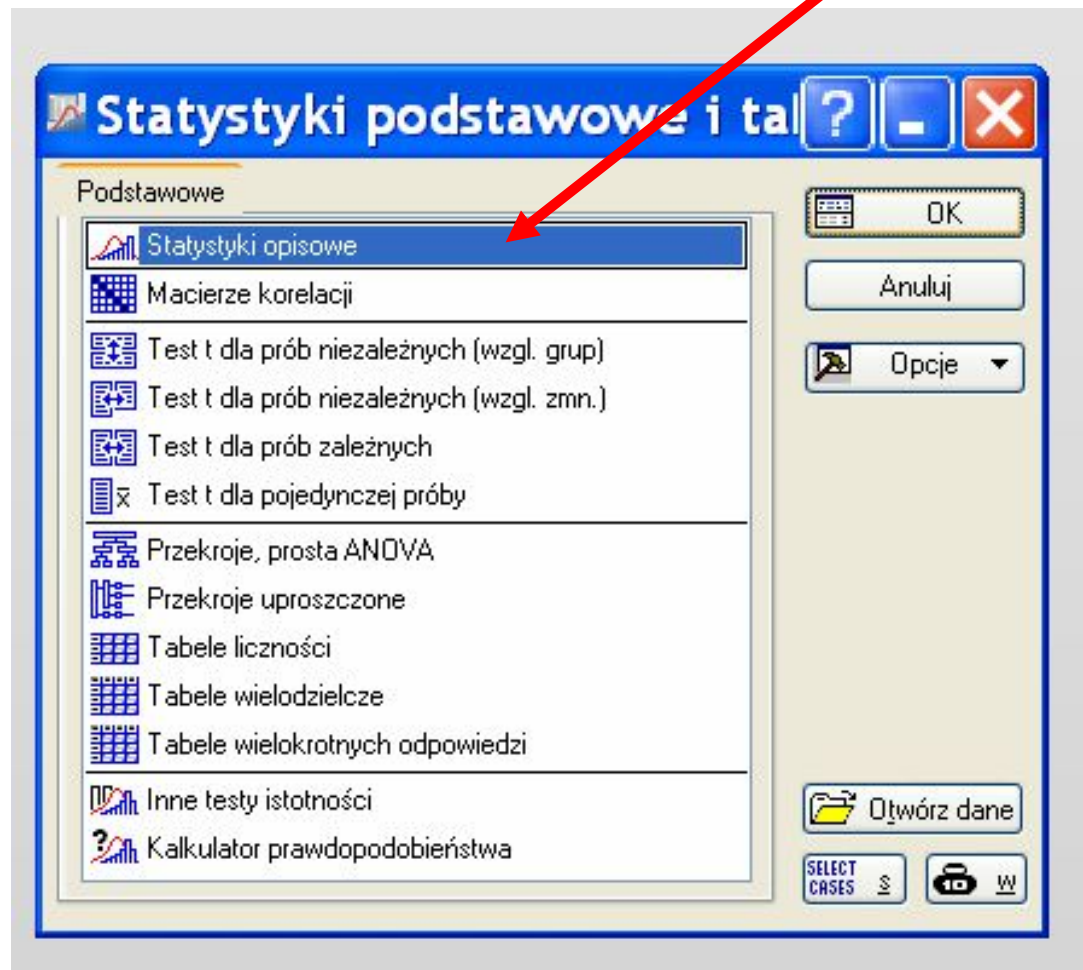 Statystyki podstawowe i tal
Podstawowe
Statystyki opisowe
Macierze korelacji
Test t dla prób niezależnych (wzgl. grup)
Test t dla prób niezależnych (wzgl. zmn.)
Test t dla prób zależnych
Test t dla pojedynczej próby
Przekroje, prosta ANOVA
Przekroje uproszczone
Tabele liczności
Tabele wielodzielcze
Tabele wielokrotnych odpowiedzi
Inne testy istotności
Kalkulator prawdopodobieństwa
OK
Anuluj
Opcje
Otwórz dane
SELECT
CASES S
W